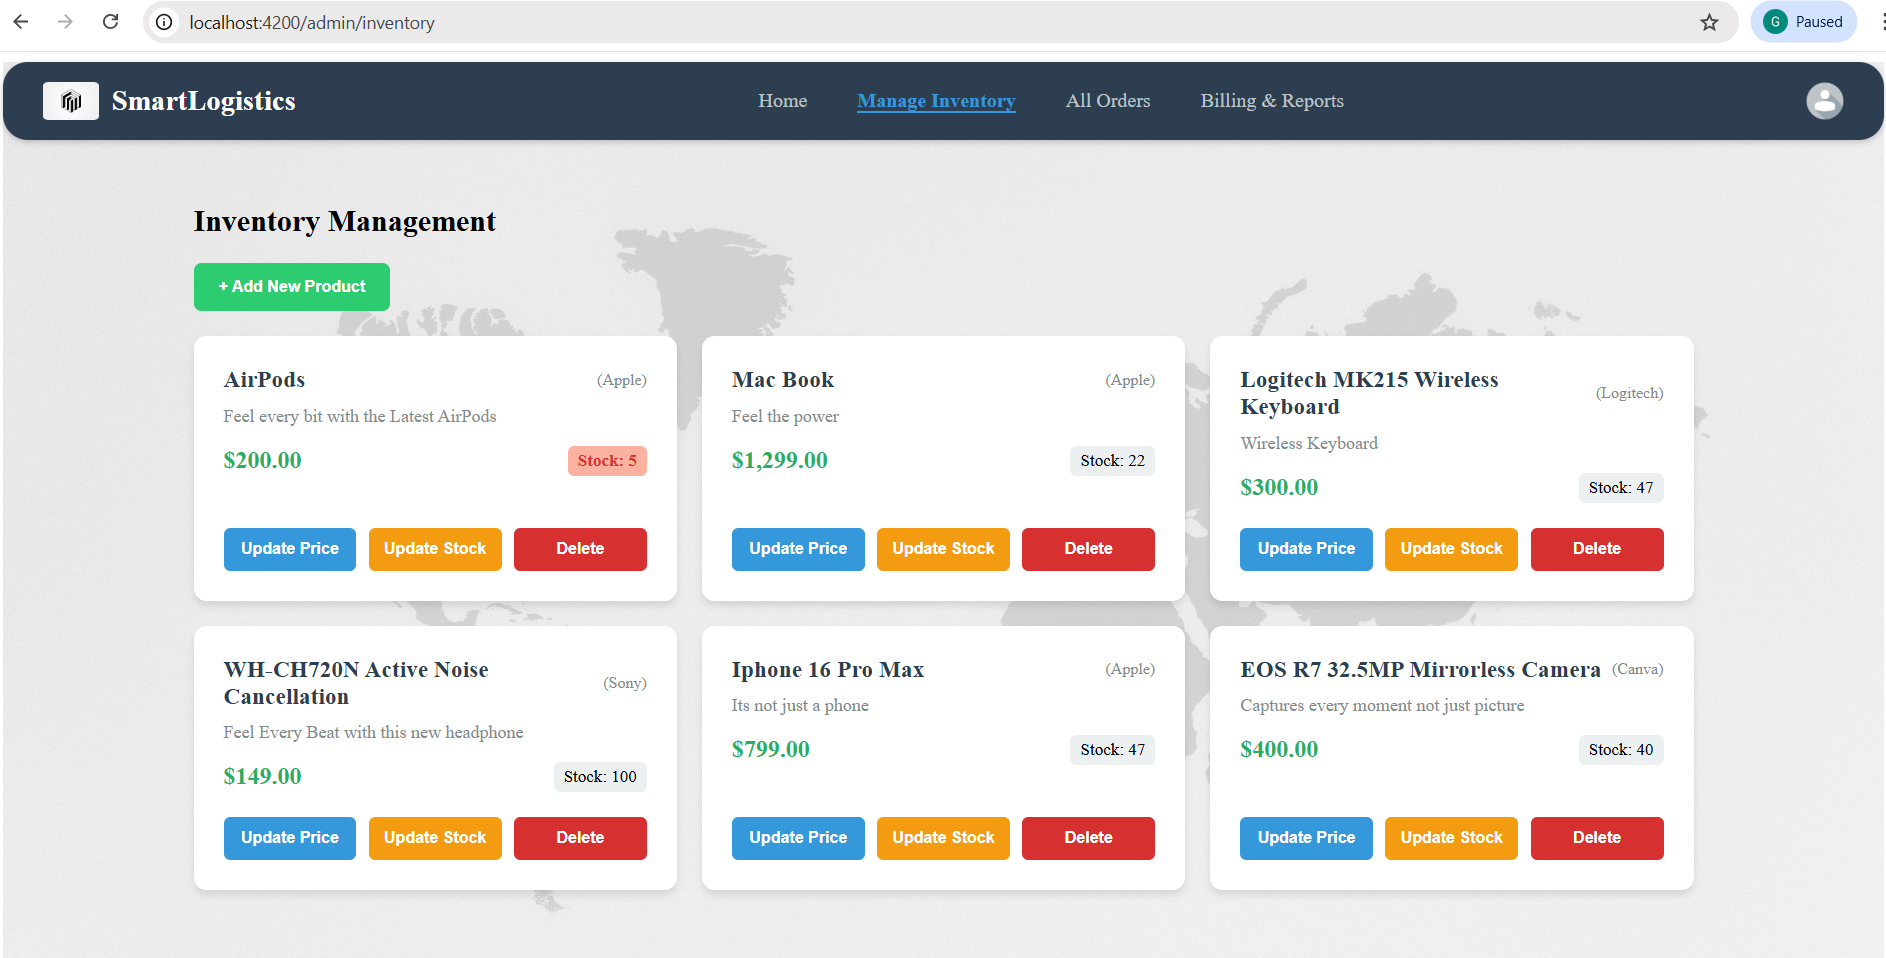 localhost:4200/admin/inventory
G Paused
SmartLogistics
Home Manage Inventory All Orders Billing & Reports
Inventory Management
+ Add New Product
AirPods (Apple)
Feel every bit with the Latest AirPods
$200.00 Stock: 5
Update Price Update Stock Delete
Mac Book (Apple)
Feel the power
$1,299.00 Stock: 22
Update Price Update Stock Delete
Logitech MK215 Wireless
Keyboard
(Logitech)
Wireless Keyboard
$300.00 Stock: 47
Update Price Update Stock Delete
WH-CH720N Active Noise
Cancellation
(Sony)
Feel Every Beat with this new headphone
$149.00 Stock: 100
Update Price Update Stock Delete
Iphone 16 Pro Max (Apple)
Its not just a phone
$799.00 Stock: 47
Update Price Update Stock Delete
EOS R7 32.5MP Mirrorless Camera (Canva)
Captures every moment not just picture
$400.00 Stock: 40
Update Price Update Stock Delete